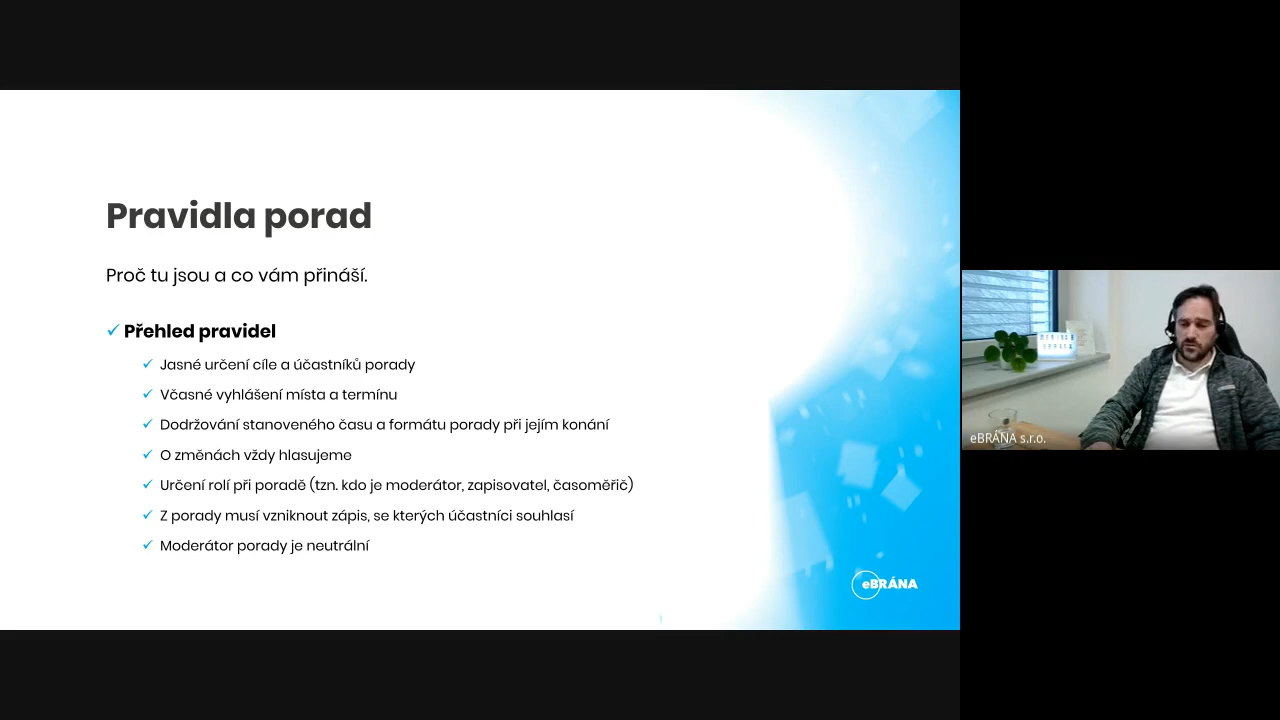 Pravidla porad
Proč tu jsou a co vám přináší.
Přehled pravidel
Jasné určení cíle a účastníků porady
Včasné vyhlášení místa a termínu
Dodržování stanoveného času a formátu porady při jejím konání
O změnách vždy hlasujeme
Určení rolí při poradě (tzn. kdo je moderátor, zapisovatel, časoměřič)
Z porady musí vzniknout zápis, se kterých účastníci souhlasí
Moderátor porady je neutrální
eBRÁNA
eBRÁNA s.r.o.